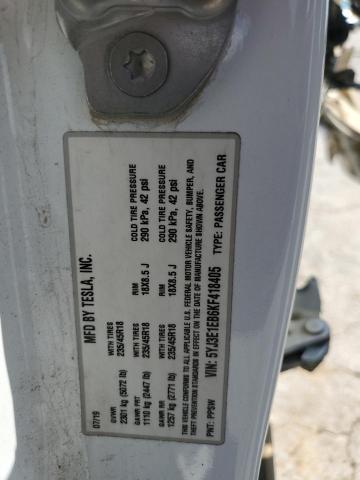 MFD BY TESLA, INC.
07/19
GVWR
2301 kg (5072 lb) WITH TIRES 235/45R18 RIM 18X8.5 J COLD TIRE PRESSURE 290 kPa, 42 psi
GAWR FRT
1110 kg (2447 lb) WITH TIRES 235/45R18 RIM 18X8.5 J COLD TIRE PRESSURE 290 kPa, 42 psi
GAWR RR
1257 kg (2771 lb)
THIS VEHICLE CONFORMS TO ALL APPLICABLE U.S. FEDERAL MOTOR VEHICLE SAFETY, BUMPER, AND
THEFT PREVENTION STANDARDS IN EFFECT ON THE DATE OF MANUFACTURE SHOWN ABOVE.
VIN: 5YJ3E1EB6KF418405
PNT: PPSW TYPE: PASSENGER CAR